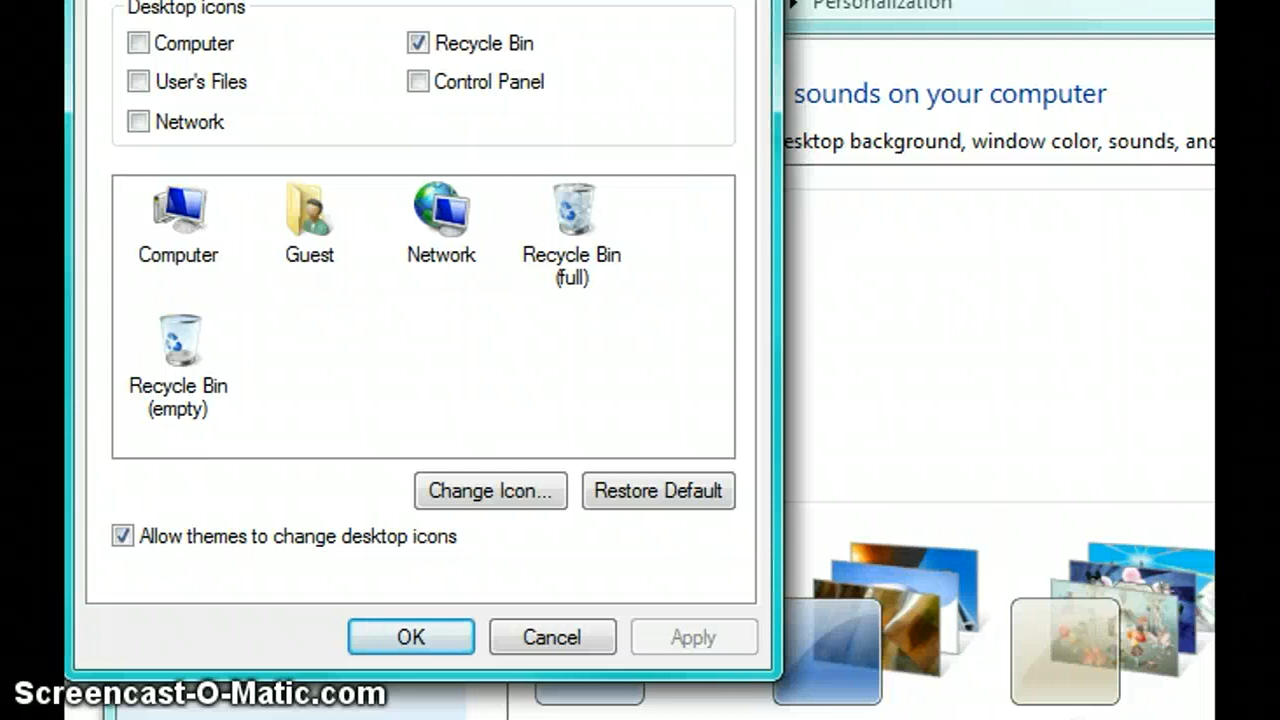 Desktop icons
Personalization
Computer
Recycle Bin
User's Files
Control Panel
Network
sounds on your computer
esktop background, window color, sounds, and
Computer
Guest
Network
Recycle Bin
(full)
Recycle Bin
(empty)
Change Icon...
Restore Default
Allow themes to change desktop icons
OK
Cancel
Apply
Screencast-O-Matic.com